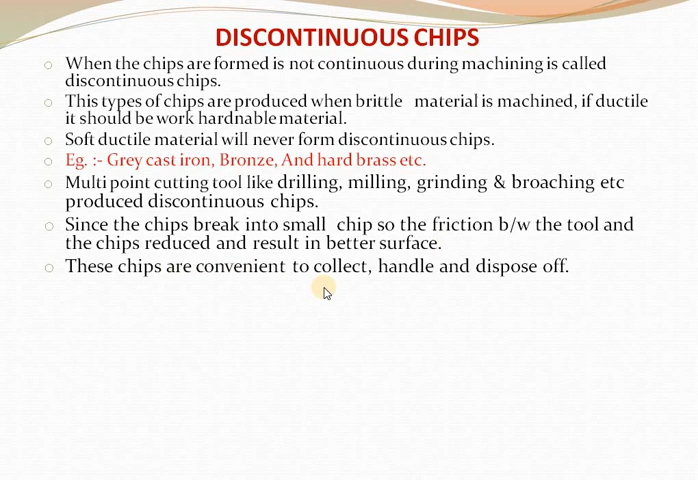 DISCONTINUOUS CHIPS
When the chips are formed is not continuous during machining is called
discontinuous chips.
This types of chips are produced when brittle material is machined, if ductile
it should be work hardnable material.
Soft ductile material will never form discontinuous chips.
Eg. :- Grey cast iron, Bronze, And hard brass etc.
Multi point cutting tool like drilling, milling, grinding & broaching etc
produced discontinuous chips.
Since the chips break into small chip so the friction b/w the tool and
the chips reduced and result in better surface.
These chips are convenient to collect, handle and dispose off.